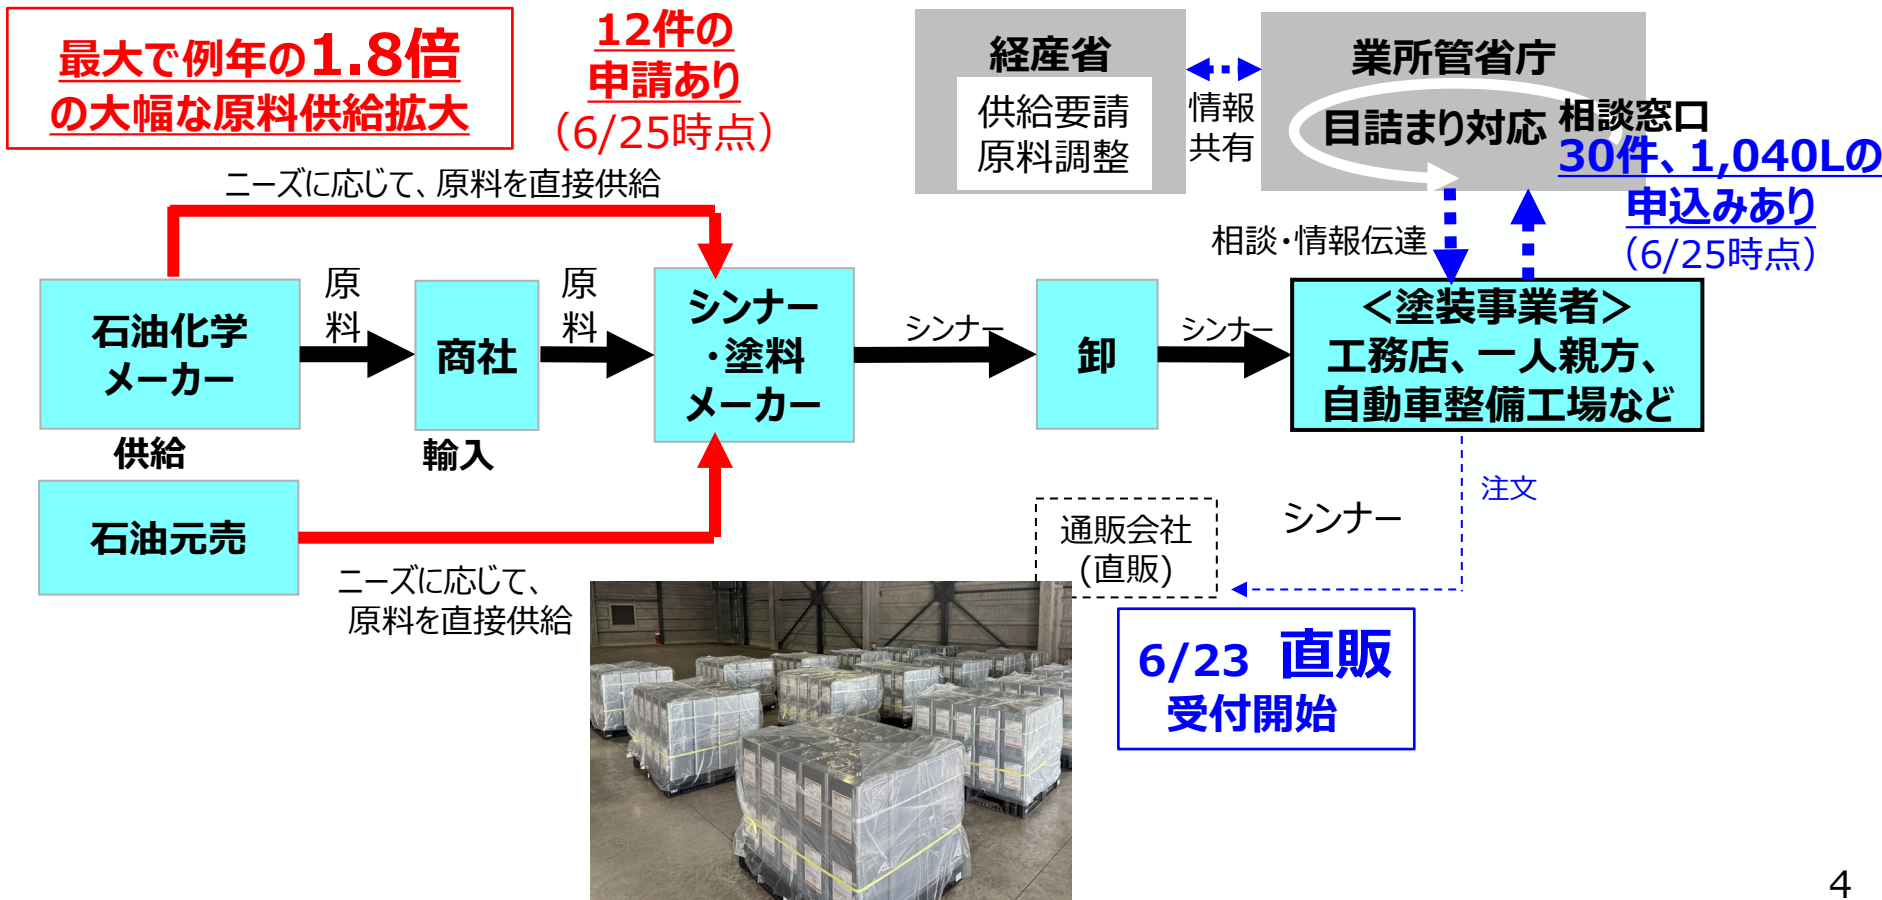 最大で例年の1.8倍
の大幅な原料供給拡大
12件の
申請あり
（6/25時点）
経産省
供給要請
原料調整
情報
共有
業所管省庁
目詰まり対応
相談窓口
30件、1,040Lの
申込みあり
（6/25時点）
ニーズに応じて、原料を直接供給
相談・情報伝達
石油化学
メーカー
原
料
商社
原
料
シンナー
・塗料
メーカー
シンナー
卸
シンナー
＜塗装事業者＞
工務店、一人親方、
自動車整備工場など
供給
輸入
石油元売
ニーズに応じて、
原料を直接供給
通販会社
(直販)
シンナー
注文
6/23 直販
受付開始
4